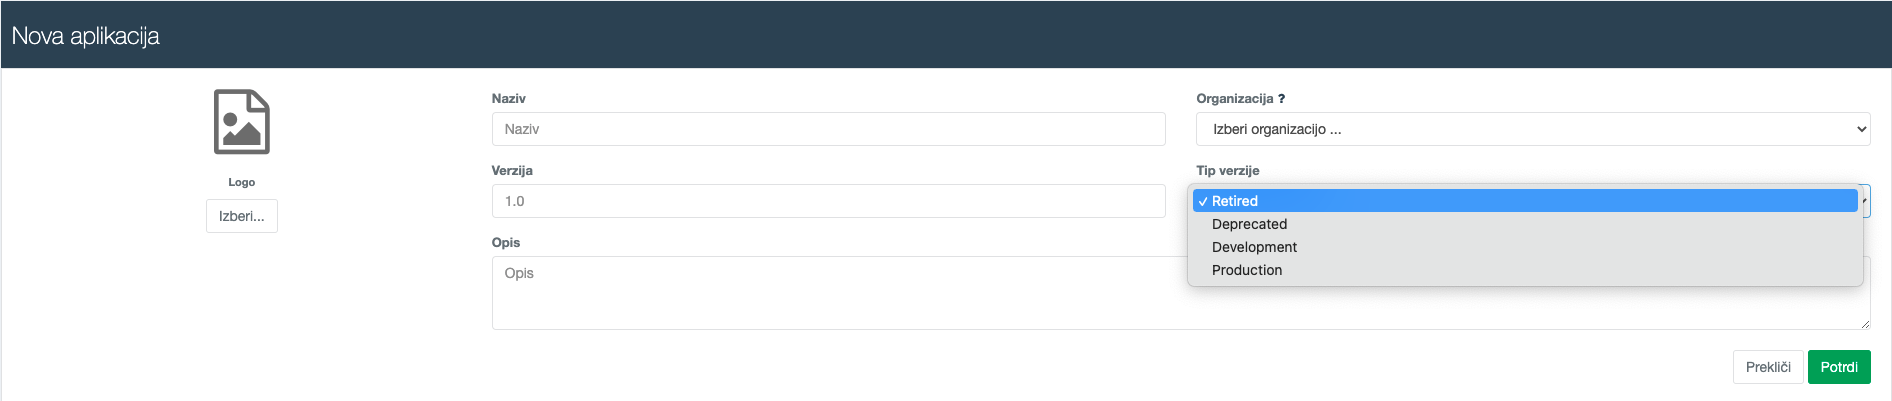 Nova aplikacija
Logo
Izberi...
Naziv
Naziv
Organizacija ?
Izberi organizacijo ...
Verzija
1.0
Tip verzije
✓ Retired
Deprecated
Development
Production
Opis
Opis
Prekliči
Potrdi